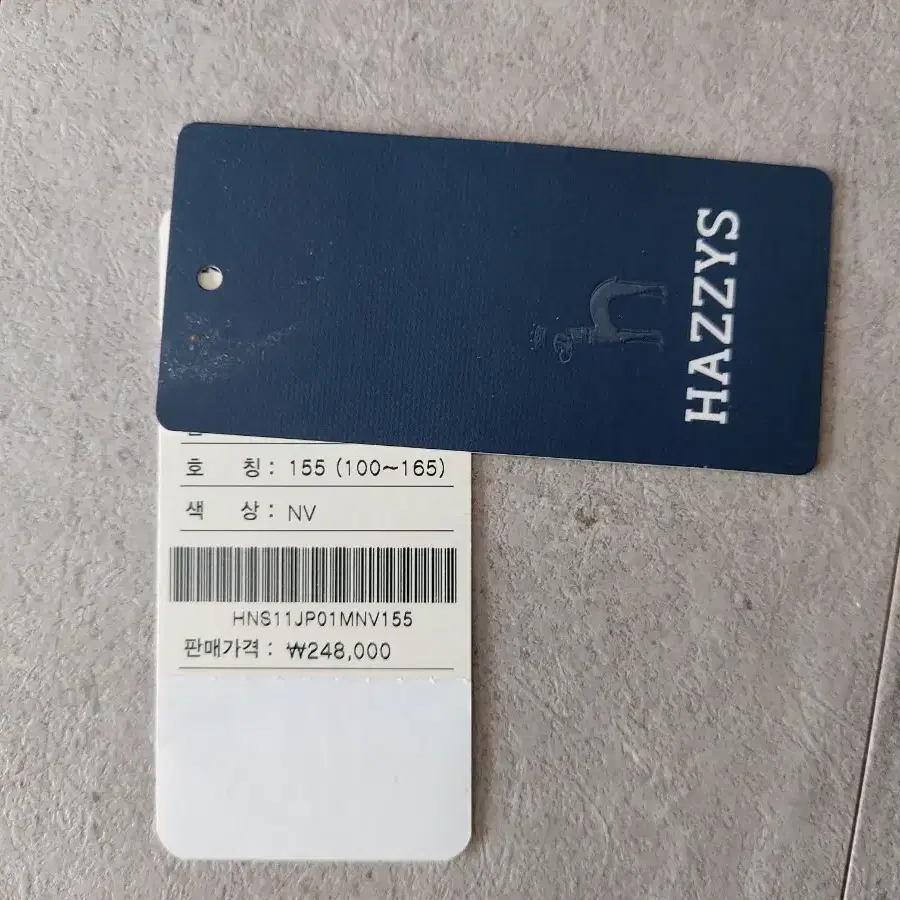 HAZZYS
호 칭 : 155 (100~165)
색 상 : NV
HNS11JP01MNV155
판매가격 : ₩248,000